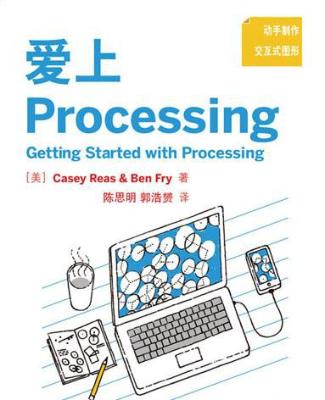 动手制作
交互式图形
爱上
Processing
Getting Started with Processing
[美] Casey Reas & Ben Fry 著
陈思明 郭浩赟 译